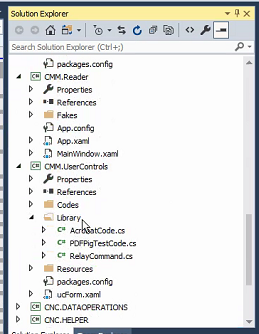 Solution Explorer
Search Solution Explorer (Ctrl+;)
packages.config
CMM.Reader
Properties
References
Fakes
App.config
App.xaml
MainWindow.xaml
CMM.UserControls
Properties
References
Codes
Library
AcrobatCode.cs
PDFPigTestCode.cs
RelayCommand.cs
Resources
packages.config
ucForm.xaml
CNC.DATAOPERATIONS
CNC.HELPER
Solution Explorer